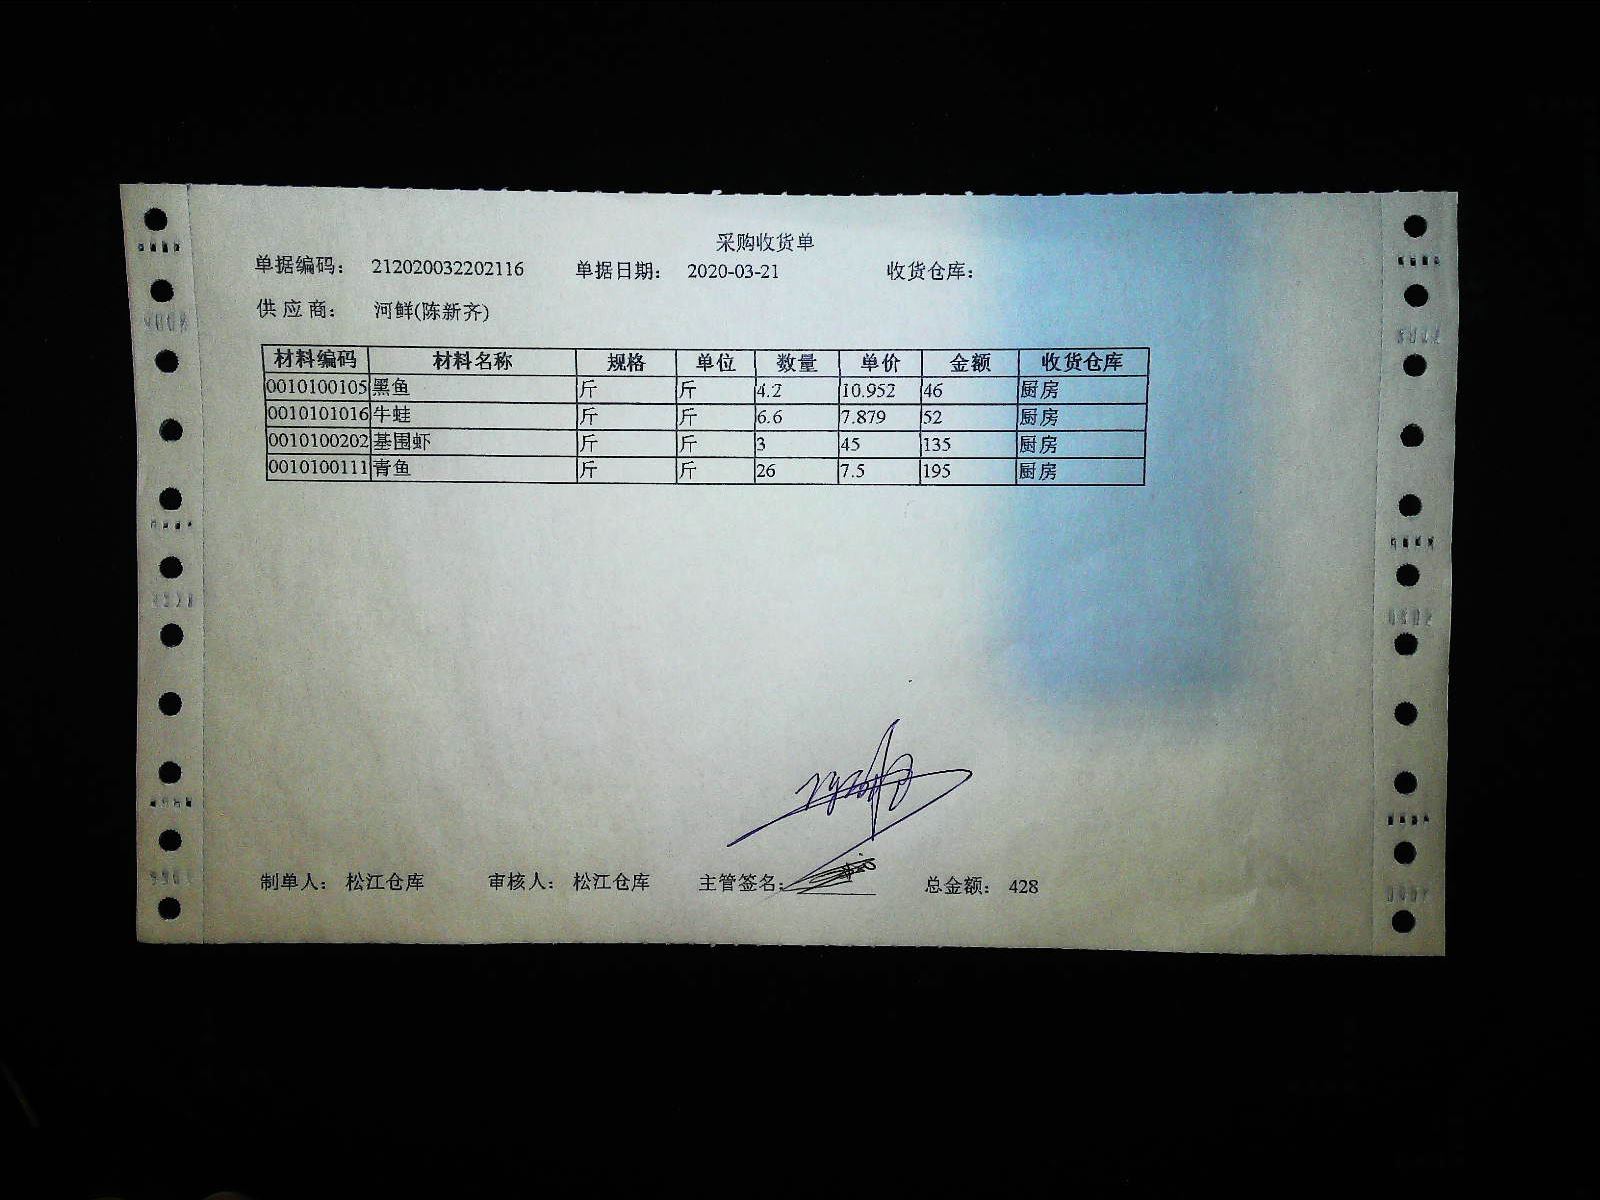 采购收货单
单据编码: 212020032202116 单据日期: 2020-03-21 收货仓库:
供应商: 河鲜(陈新齐)
材料编码 材料名称 规格 单位 数量 单价 金额 收货仓库
0010100105 黑鱼 斤 斤 4.2 10.952 46 厨房
0010101016 牛蛙 斤 斤 6.6 7.879 52 厨房
0010100202 基围虾 斤 斤 3 45 135 厨房
0010100111 青鱼 斤 斤 26 7.5 195 厨房
制单人: 松江仓库 审核人: 松江仓库 主管签名: 总金额: 428